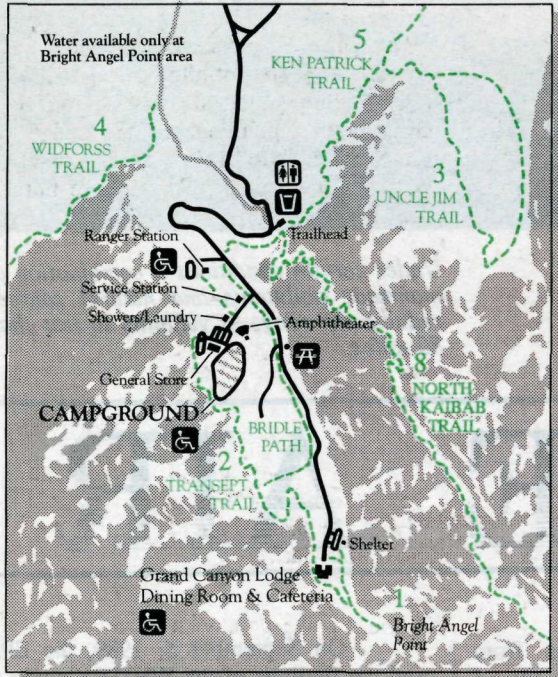 Water available only at
Bright Angel Point area
5
KEN PATRICK
TRAIL
4
WIDFORSS
TRAIL
3
UNCLE JIM
TRAIL
Trailhead
Ranger Station
Service Station
Showers/Laundry
Amphitheater
General Store
CAMPGROUND
8
NORTH
KAIBAB
TRAIL
BRIDLE
PATH
2
TRANSEPT
TRAIL
Shelter
Grand Canyon Lodge
Dining Room & Cafeteria
1
Bright Angel
Point